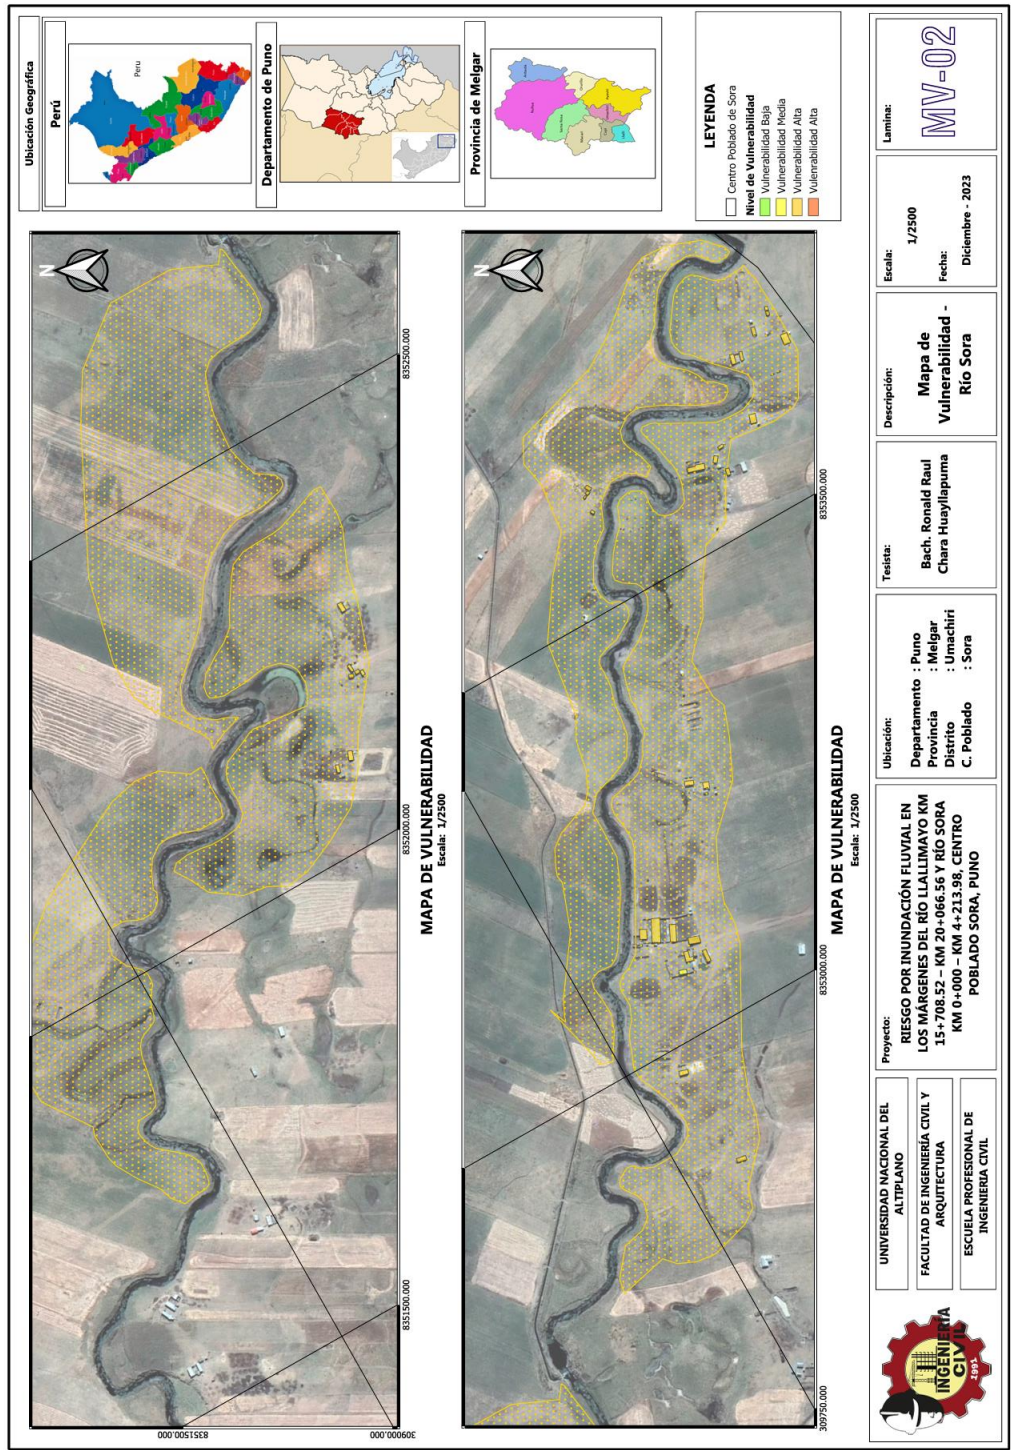 Ubicación Geográfica
Perú
Peru
Departamento de Puno
Provincia de Melgar
LEYENDA
Centro Poblado de Sora
Nivel de Vulnerabilidad
Vulnerabilidad Baja
Vulnerabilidad Media
Vulnerabilidad Alta
Vulenrabilidad Alta
N
8351500.000
309000.000
8351500.000
8352000.000
8352500.000
MAPA DE VULNERABILIDAD
Escala: 1/2500
N
309750.000
8353000.000
8353500.000
MAPA DE VULNERABILIDAD
Escala: 1/2500
INGENIERÍA
CIVIL
1991
UNIVERSIDAD NACIONAL DEL
ALTIPLANO
FACULTAD DE INGENIERÍA CIVIL Y
ARQUITECTURA
ESCUELA PROFESIONAL DE
INGENIERIA CIVIL
Proyecto:
RIESGO POR INUNDACIÓN FLUVIAL EN
LOS MÁRGENES DEL RÍO LLALLIMAYO KM
15+708.52 – KM 20+066.56 Y RÍO SORA
KM 0+000 – KM 4+213.98, CENTRO
POBLADO SORA, PUNO
Ubicación:
Departamento : Puno
Provincia : Melgar
Distrito : Umachiri
C. Poblado : Sora
Tesista:
Bach. Ronald Raul
Chara Huayllapuma
Descripción:
Mapa de
Vulnerabilidad -
Río Sora
Escala:
1/2500
Fecha:
Diciembre - 2023
Lamina:
MV-02